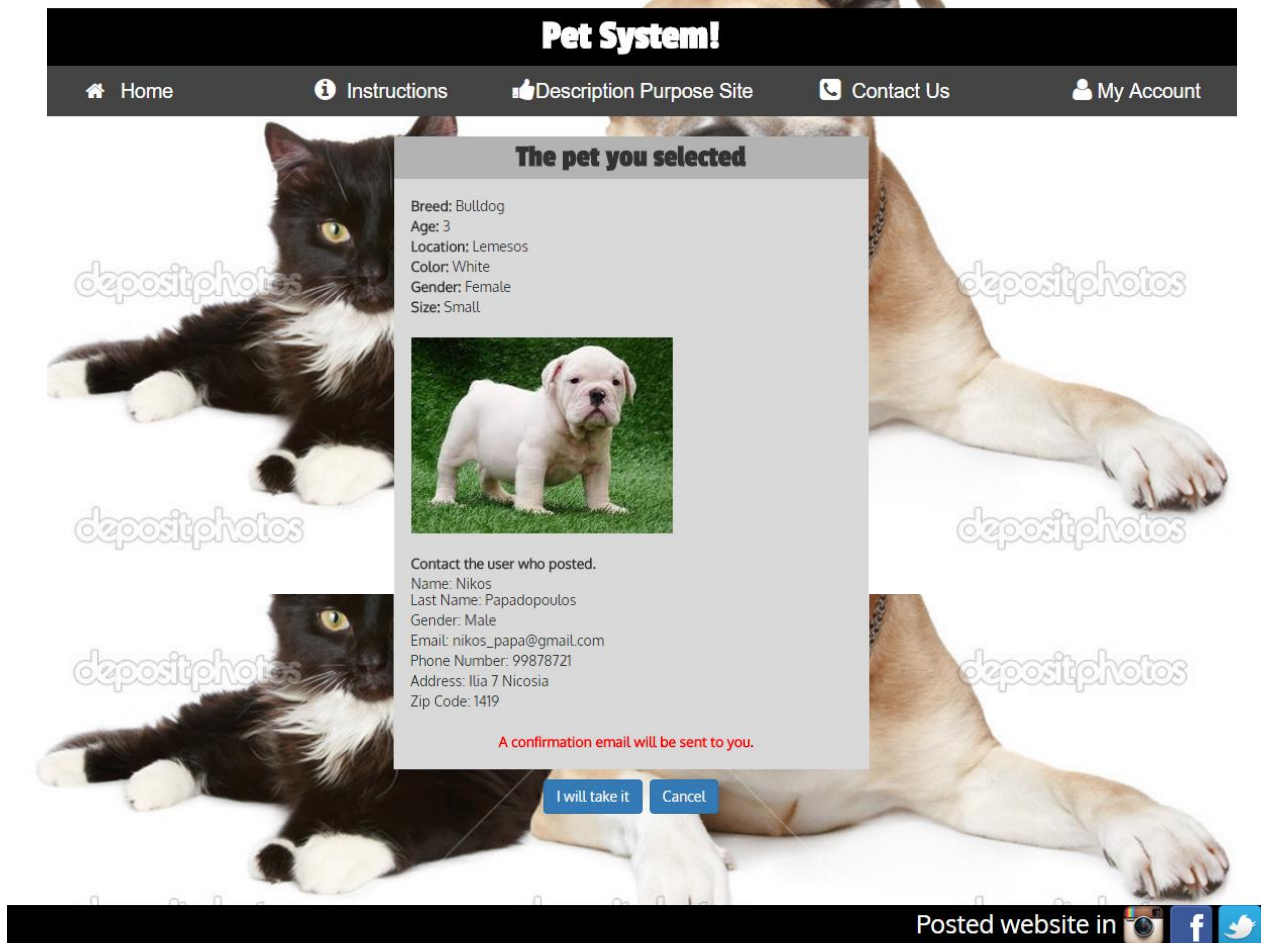 Pet System!
Home Instructions Description Purpose Site Contact Us My Account
The pet you selected
Breed: Bulldog
Age: 3
Location: Lemesos
Color: White
Gender: Female
Size: Small
depositphotos depositphotos
depositphotos depositphotos
Contact the user who posted.
Name: Nikos
Last Name: Papadopoulos
Gender: Male
Email: nikos_papa@gmail.com
Phone Number: 99878721
Address: Ilia 7 Nicosia
Zip Code: 1419
depositphotos depositphotos
A confirmation email will be sent to you.
I will take it Cancel
Posted website in